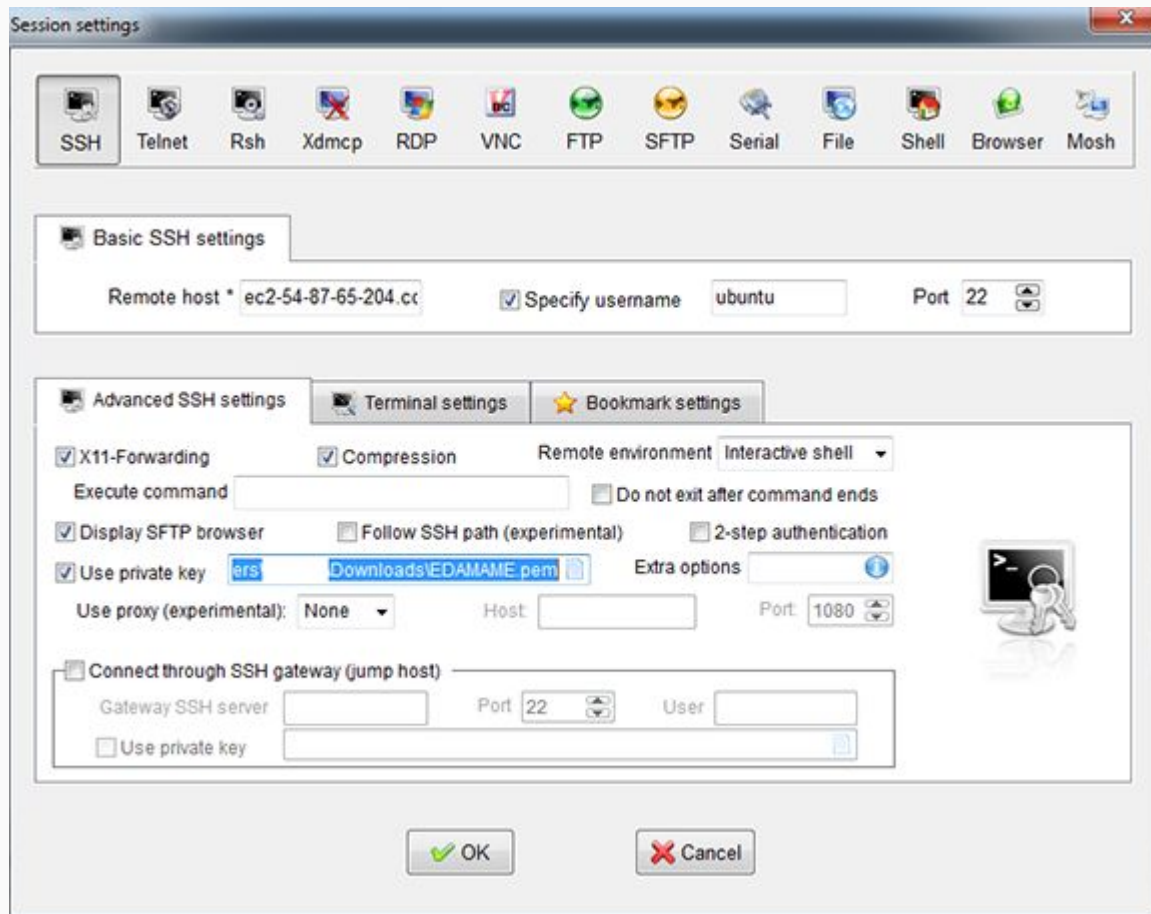 Session settings
SSH Telnet Rsh Xdmcp RDP VNC FTP SFTP Serial File Shell Browser Mosh
Basic SSH settings
Remote host * ec2-54-87-65-204.cc Specify username ubuntu Port 22
Advanced SSH settings Terminal settings Bookmark settings
X11-Forwarding Compression Remote environment Interactive shell
Execute command Do not exit after command ends
Display SFTP browser Follow SSH path (experimental) 2-step authentication
Use private key ers\ Downloads\EDAMAME.pem Extra options
Use proxy (experimental): None Host Port 1080
Connect through SSH gateway (jump host)
Gateway SSH server Port 22 User
Use private key
OK Cancel